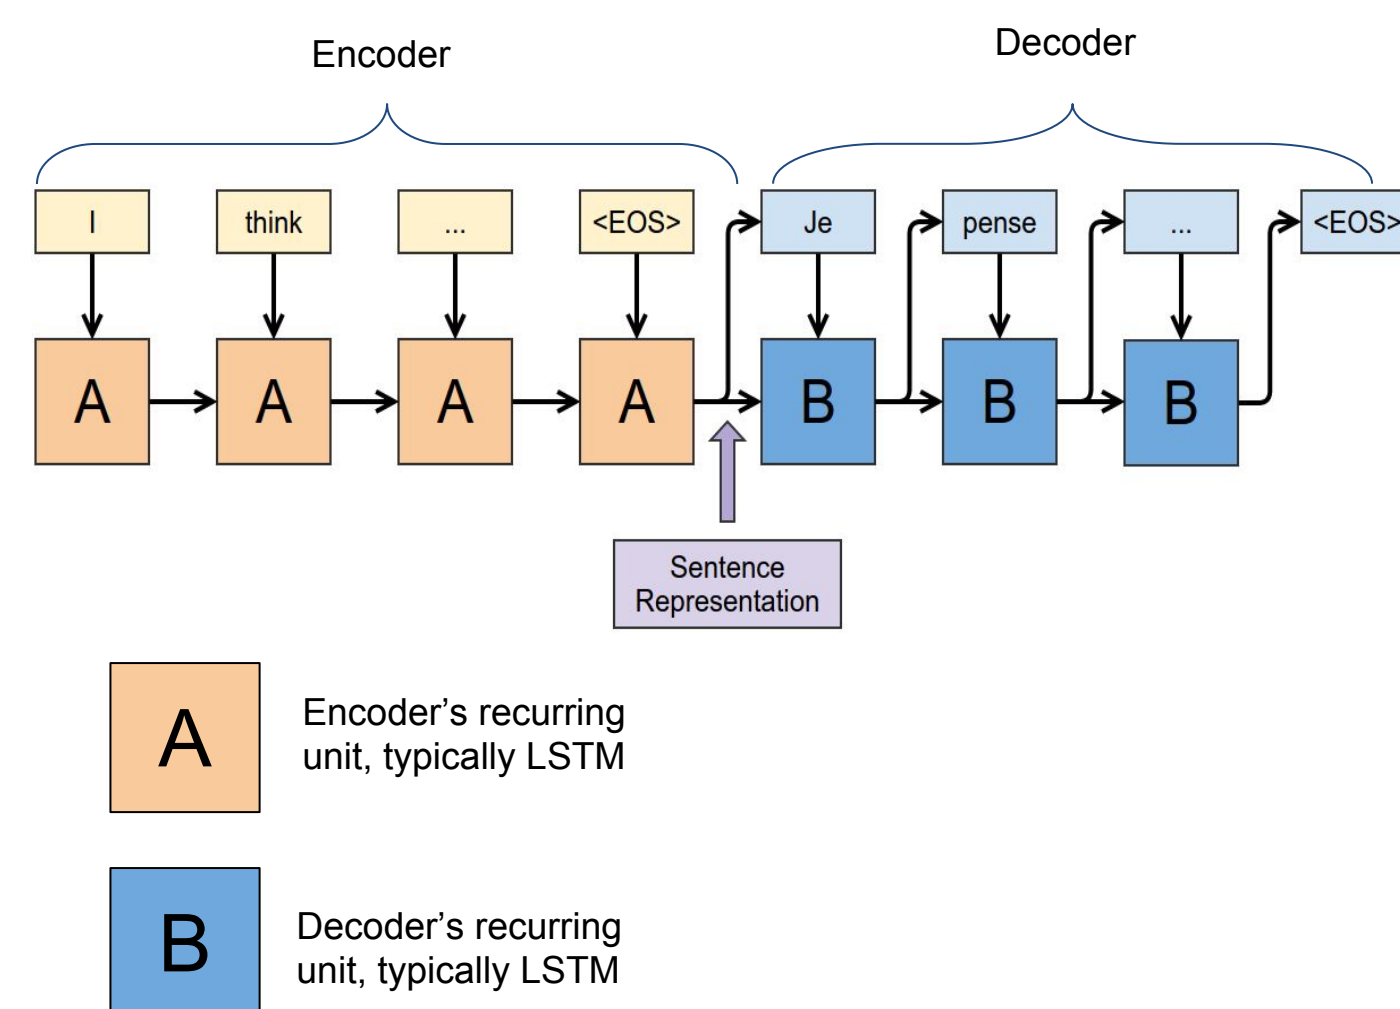 Encoder
Decoder
I
think
...
<EOS>
Je
pense
...
<EOS>
A
A
A
A
B
B
B
Sentence
Representation
A
Encoder’s recurring
unit, typically LSTM
B
Decoder’s recurring
unit, typically LSTM